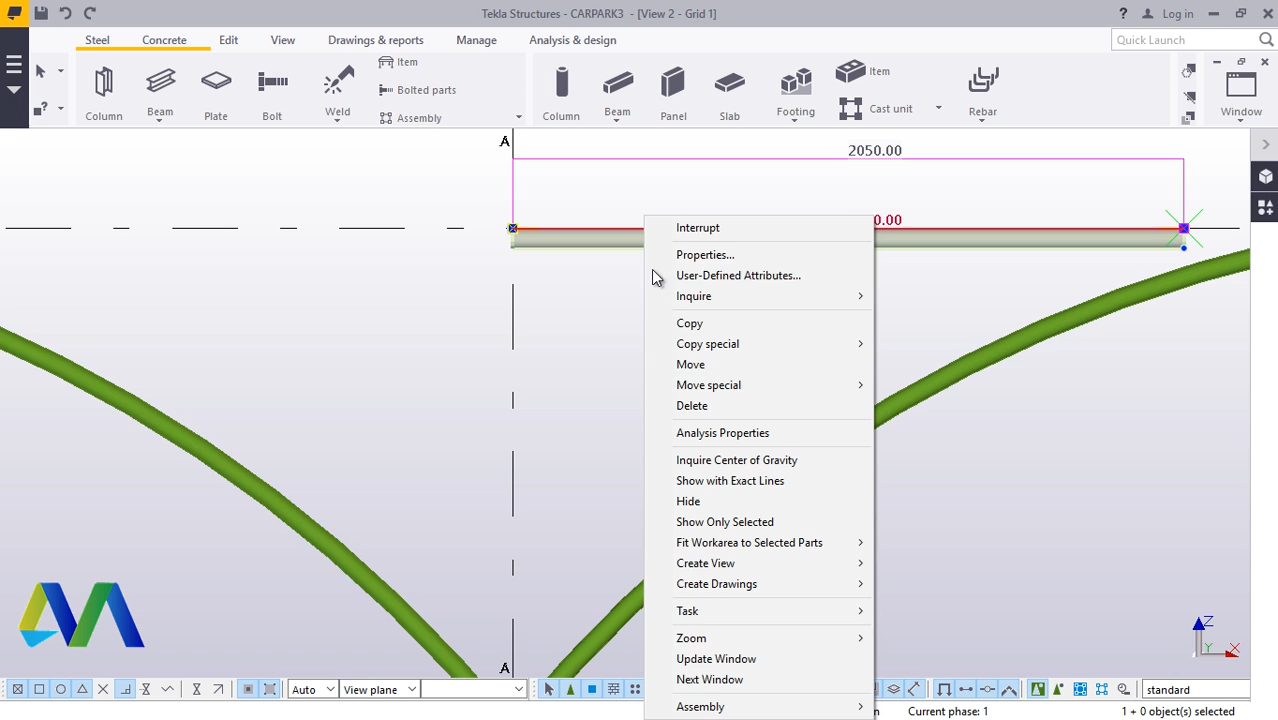 Tekla Structures - CARPARK3 - [View 2 - Grid 1]
? Log in
Steel Concrete Edit View Drawings & reports Manage Analysis & design
Quick Launch
Item
Bolted parts
Assembly
Column Beam Plate Bolt Weld
Item
Cast unit
Column Beam Panel Slab Footing Rebar Window
A
2050.00
0.00
Interrupt
Properties...
User-Defined Attributes...
Inquire
Copy
Copy special
Move
Move special
Delete
Analysis Properties
Inquire Center of Gravity
Show with Exact Lines
Hide
Show Only Selected
Fit Workarea to Selected Parts
Create View
Create Drawings
Task
Zoom
Update Window
Next Window
Assembly
A
Z
Y
X
Auto View plane standard
Current phase: 1 1 + 0 object(s) selected